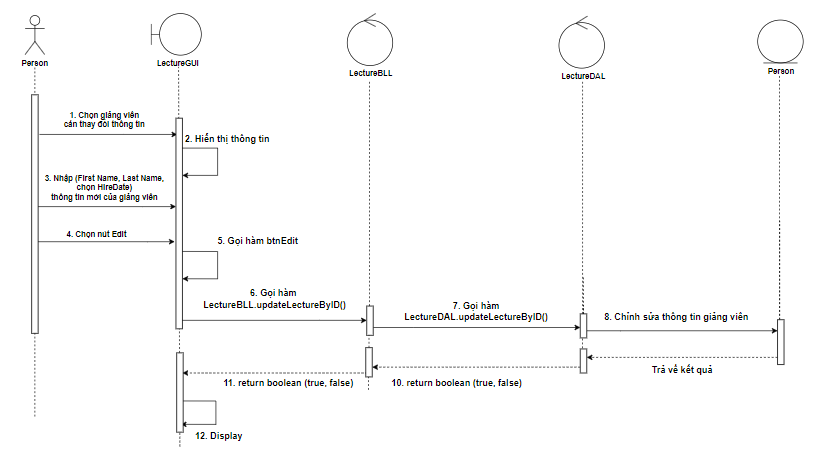 Person
LectureGUI
LectureBLL
LectureDAL
Person
1. Chọn giảng viên
cần thay đổi thông tin
2. Hiển thị thông tin
3. Nhập (First Name, Last Name,
chọn HireDate)
thông tin mới của giảng viên
4. Chọn nút Edit
5. Gọi hàm btnEdit
6. Gọi hàm
LectureBLL.updateLectureByID()
7. Gọi hàm
LectureDAL.updateLectureByID()
8. Chỉnh sửa thông tin giảng viên
Trả về kết quả
10. return boolean (true, false)
11. return boolean (true, false)
12. Display